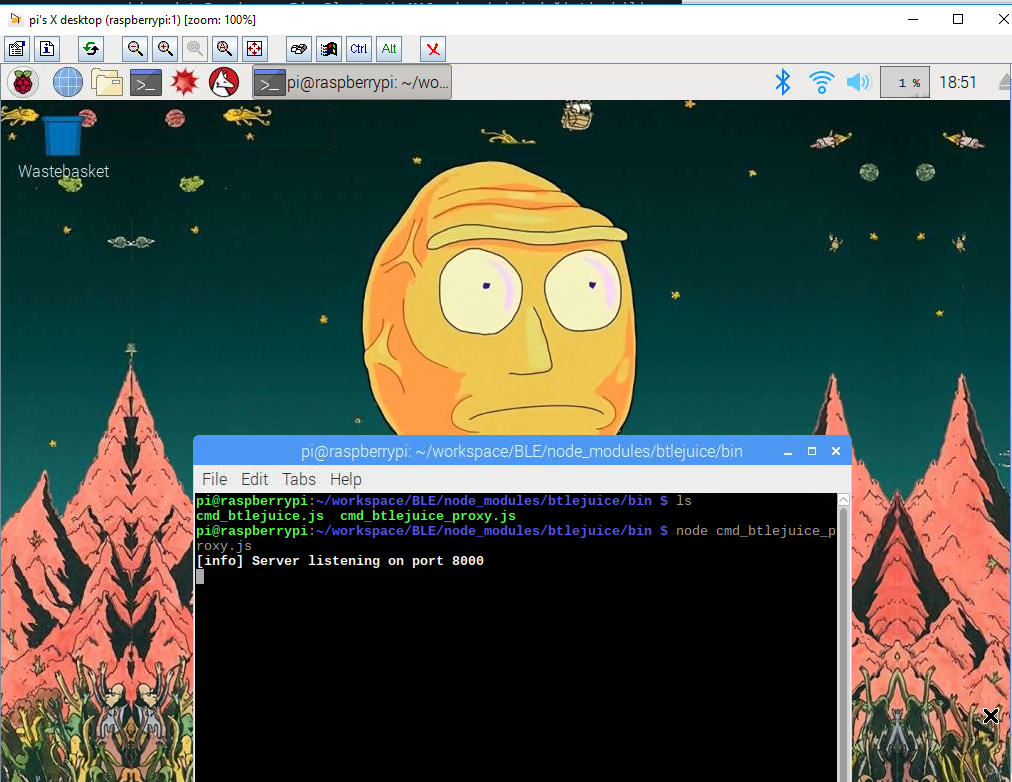 pi's X desktop (raspberrypi:1) [zoom: 100%]
Ctrl Alt
pi@raspberrypi: ~/wo... 1 % 18:51
Wastebasket
pi@raspberrypi: ~/workspace/BLE/node_modules/btlejuice/bin
File Edit Tabs Help
pi@raspberrypi:~/workspace/BLE/node_modules/btlejuice/bin $ ls
cmd_btlejuice.js cmd_btlejuice_proxy.js
pi@raspberrypi:~/workspace/BLE/node_modules/btlejuice/bin $ node cmd_btlejuice_p
roxy.js
[info] Server listening on port 8000